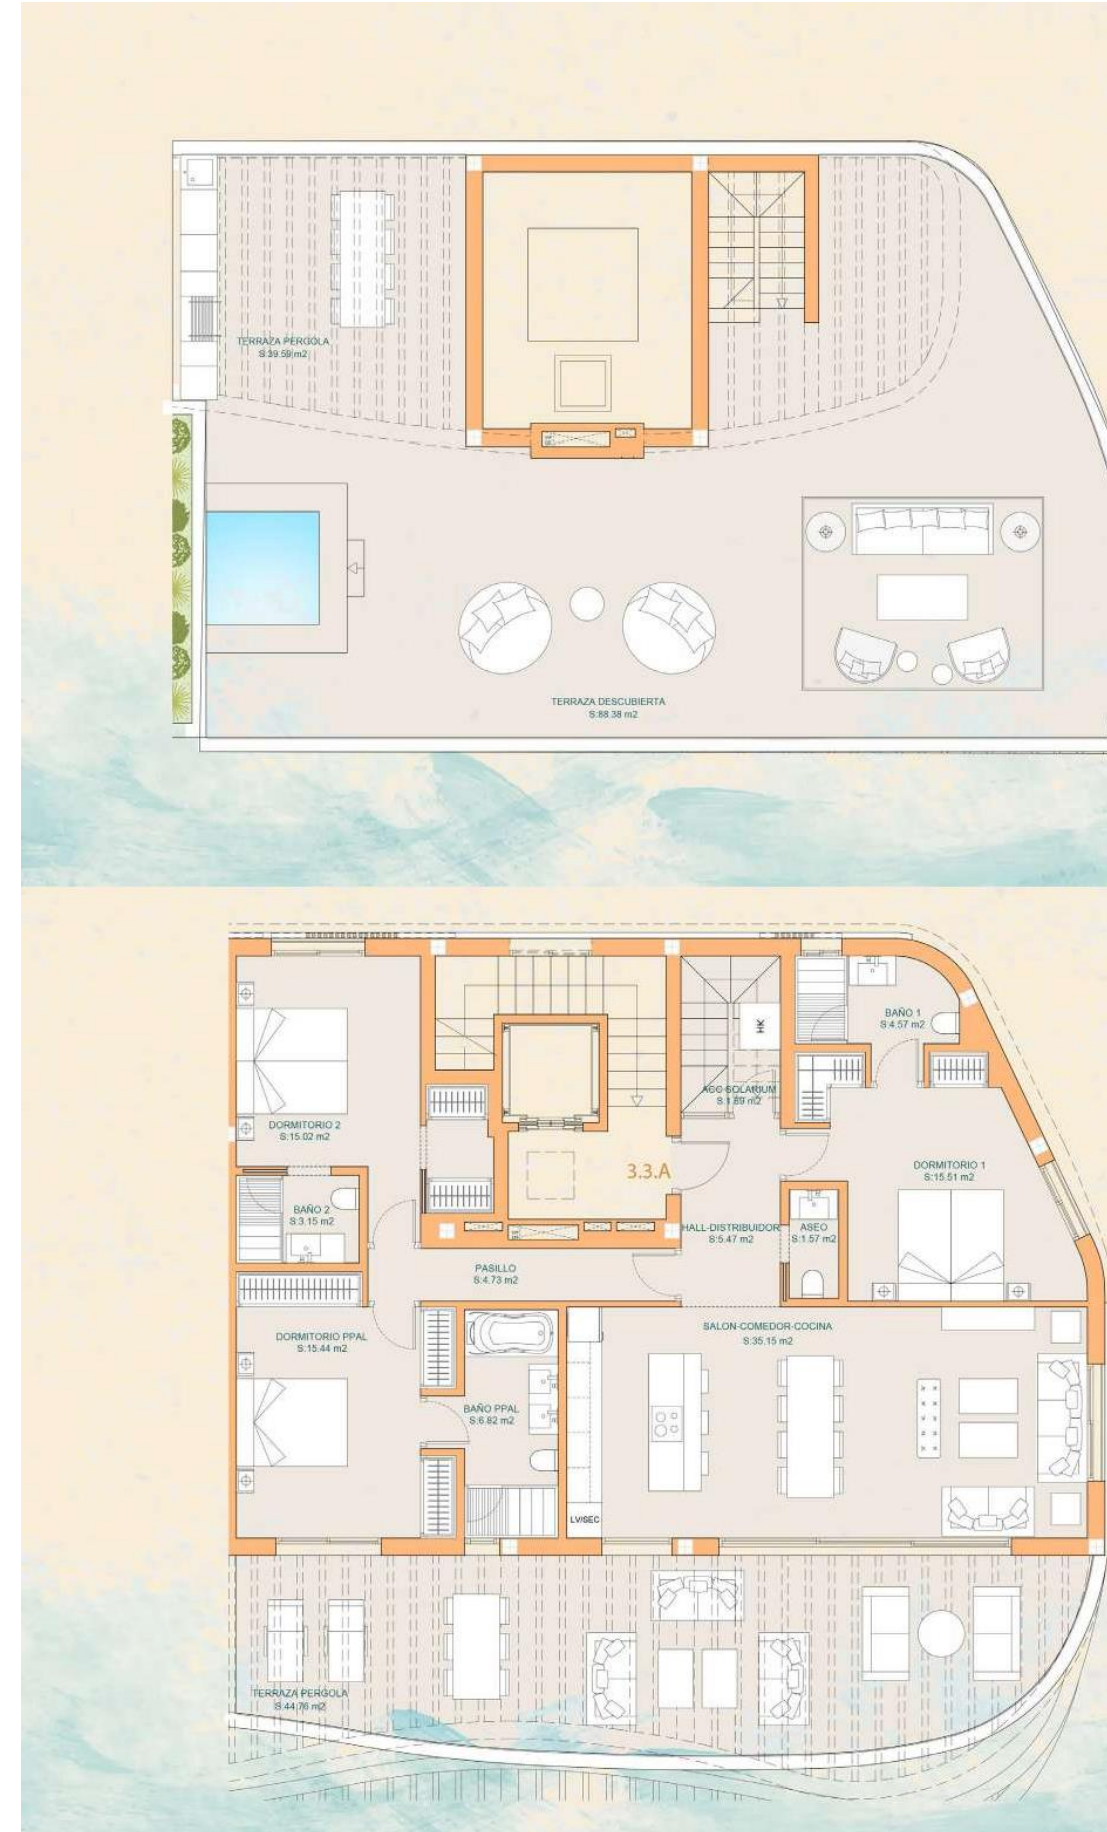 TERRAZA PERGOLA
S:39.59 m2
TERRAZA DESCUBIERTA
S:88.38 m2
HK
BAÑO 1
S:4.57 m2
ACC SOLARIUM
S:1.69 m2
DORMITORIO 2
S:15.02 m2
3.3.A
DORMITORIO 1
S:15.51 m2
BAÑO 2
S:3.15 m2
HALL-DISTRIBUIDOR
S:5.47 m2
ASEO
S:1.57 m2
PASILLO
S:4.73 m2
DORMITORIO PPAL
S:15.44 m2
SALON-COMEDOR-COCINA
S:35.15 m2
BAÑO PPAL
S:6.82 m2
LV/SEC
TERRAZA PERGOLA
S:44.76 m2